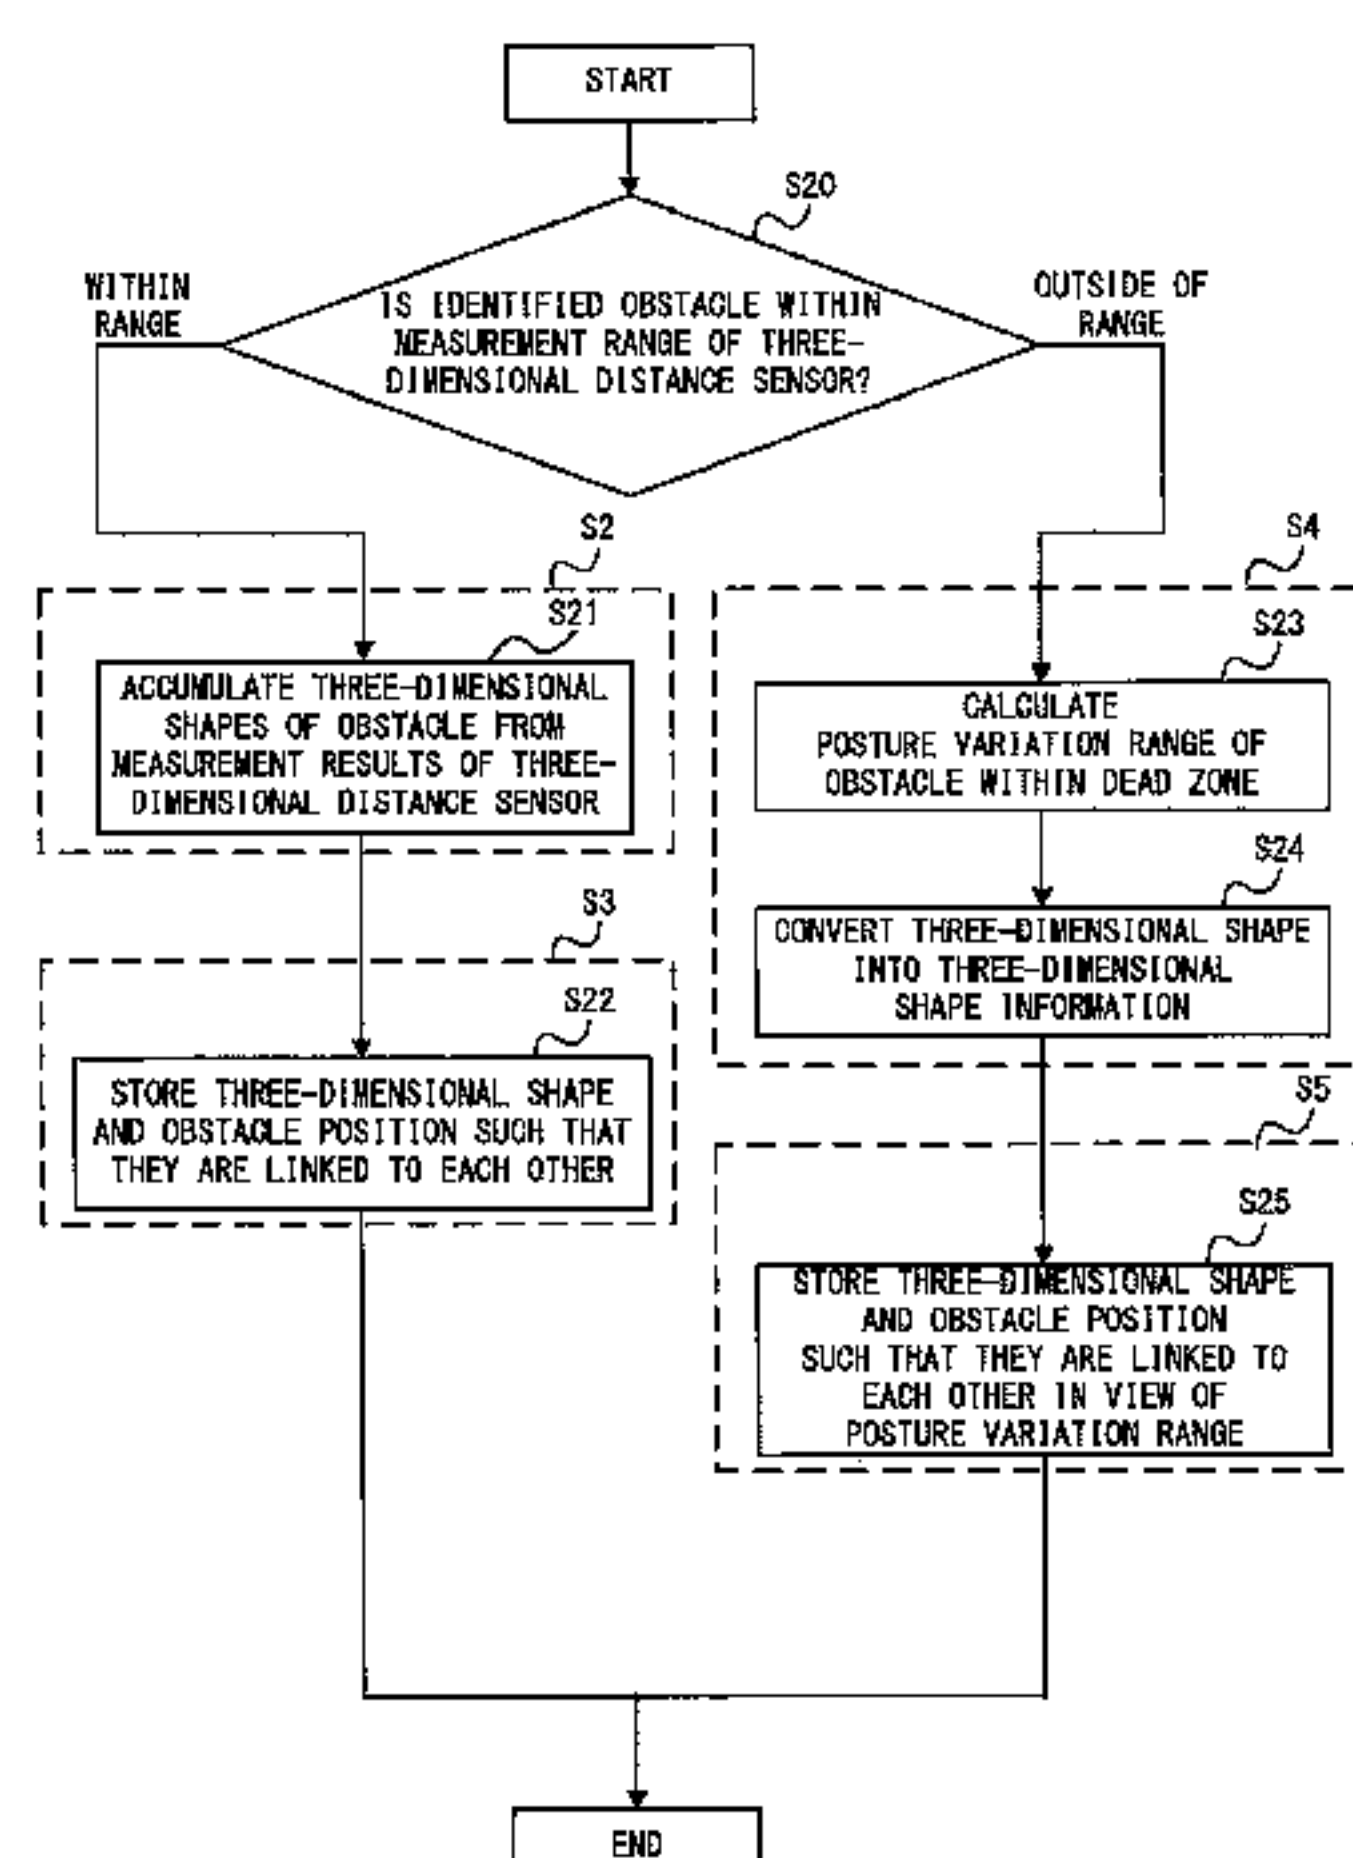 START
S20
WITHIN
RANGE
OUTSIDE OF
RANGE
IS IDENTIFIED OBSTACLE WITHIN
MEASUREMENT RANGE OF THREE-
DIMENSIONAL DISTANCE SENSOR?
S2
S21
ACCUMULATE THREE-DIMENSIONAL
SHAPES OF OBSTACLE FROM
MEASUREMENT RESULTS OF THREE-
DIMENSIONAL DISTANCE SENSOR
S3
S22
STORE THREE-DIMENSIONAL SHAPE
AND OBSTACLE POSITION SUCH THAT
THEY ARE LINKED TO EACH OTHER
S4
S23
CALCULATE
POSTURE VARIATION RANGE OF
OBSTACLE WITHIN DEAD ZONE
S24
CONVERT THREE-DIMENSIONAL SHAPE
INTO THREE-DIMENSIONAL
SHAPE INFORMATION
S5
S25
STORE THREE-DIMENSIONAL SHAPE
AND OBSTACLE POSITION
SUCH THAT THEY ARE LINKED TO
EACH OTHER IN VIEW OF
POSTURE VARIATION RANGE
END